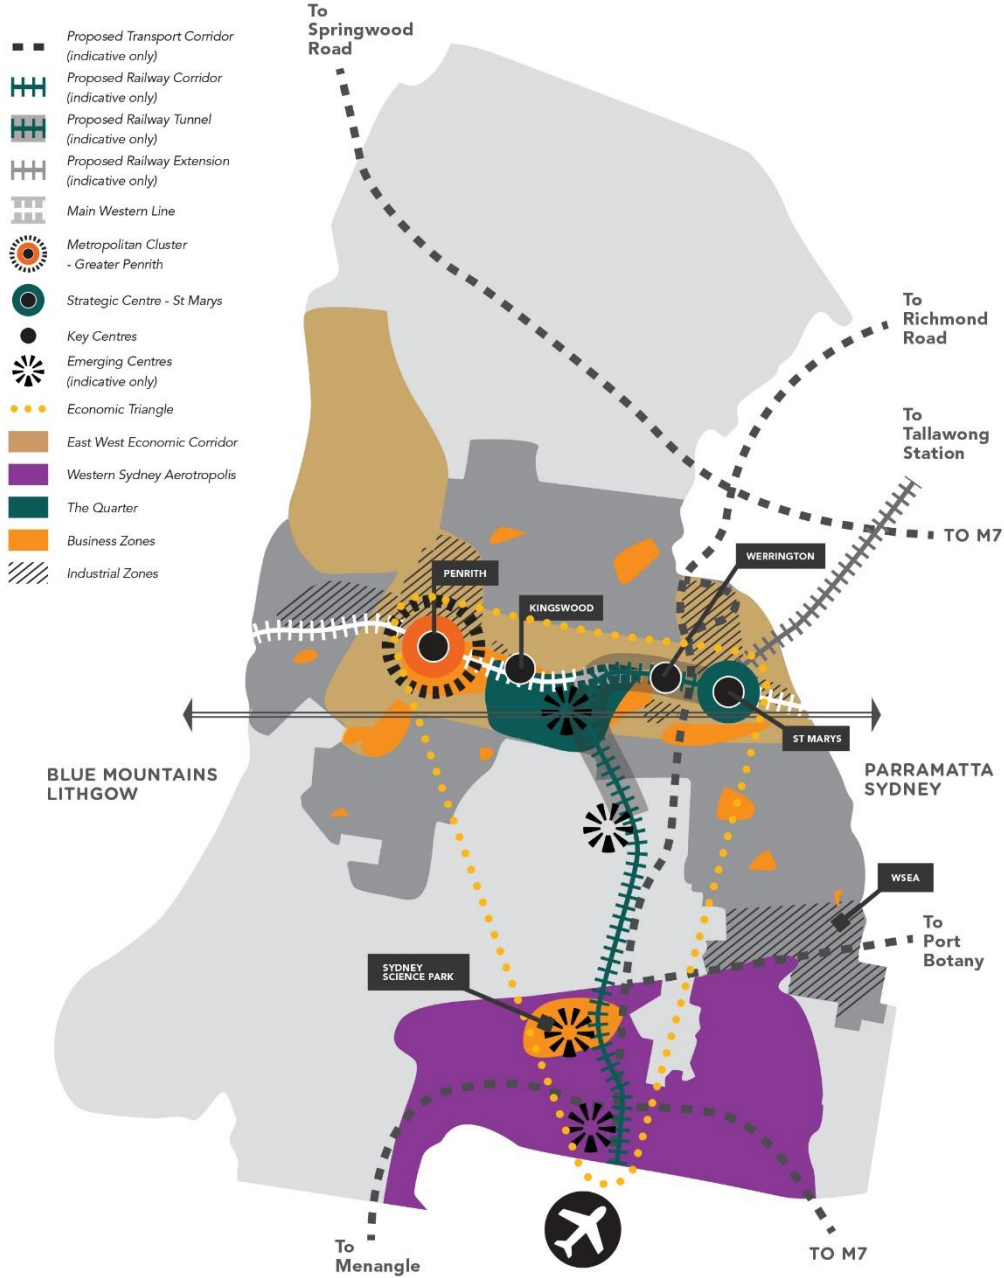 Proposed Transport Corridor
(indicative only)
Proposed Railway Corridor
(indicative only)
Proposed Railway Tunnel
(indicative only)
Proposed Railway Extension
(indicative only)
Main Western Line
Metropolitan Cluster
- Greater Penrith
Strategic Centre - St Marys
Key Centres
Emerging Centres
(indicative only)
Economic Triangle
East West Economic Corridor
Western Sydney Aerotropolis
The Quarter
Business Zones
Industrial Zones
To
Springwood
Road
To
Richmond
Road
To
Tallawong
Station
TO M7
WERRINGTON
PENRITH
KINGSWOOD
ST MARYS
BLUE MOUNTAINS
LITHGOW
PARRAMATTA
SYDNEY
WSEA
To
Port
Botany
SYDNEY
SCIENCE PARK
To
Menangle
TO M7